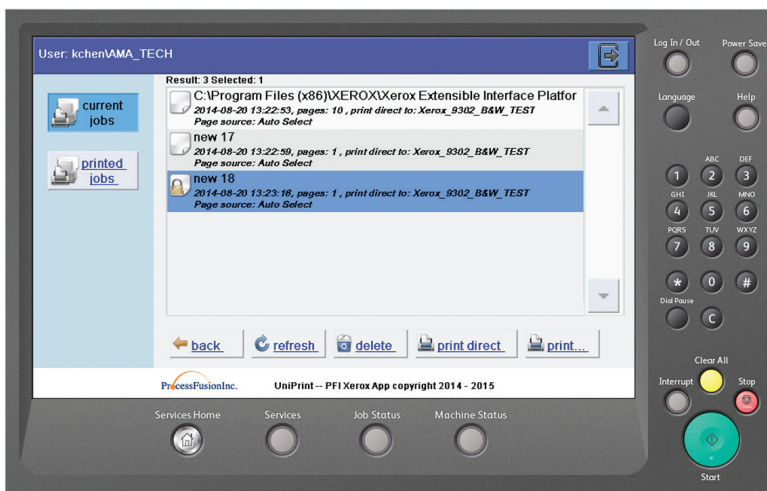 User: kchen\AMA_TECH
Result: 3 Selected: 1
current
jobs
printed
jobs
C:\Program Files (x86)\XEROX\Xerox Extensible Interface Platfor
2014-08-20 13:22:53, pages: 10 , print direct to: Xerox_9302_B&W_TEST
Page source: Auto Select
new 17
2014-08-20 13:22:59, pages: 1 , print direct to: Xerox_9302_B&W_TEST
Page source: Auto Select
new 18
2014-08-20 13:23:16, pages: 1 , print direct to: Xerox_9302_B&W_TEST
Page source: Auto Select
back refresh delete print direct print...
ProcessFusionInc. UniPrint-- PFI Xerox App copyright 2014 - 2015
Services Home Services Job Status Machine Status
Log In / Out Power Save
Language Help
ABC DEF
1 2 3
GHI JKL MNO
4 5 6
PQRS TUV WXYZ
7 8 9
* 0 #
Dial Pause
C
Clear All
Interrupt Stop
Start